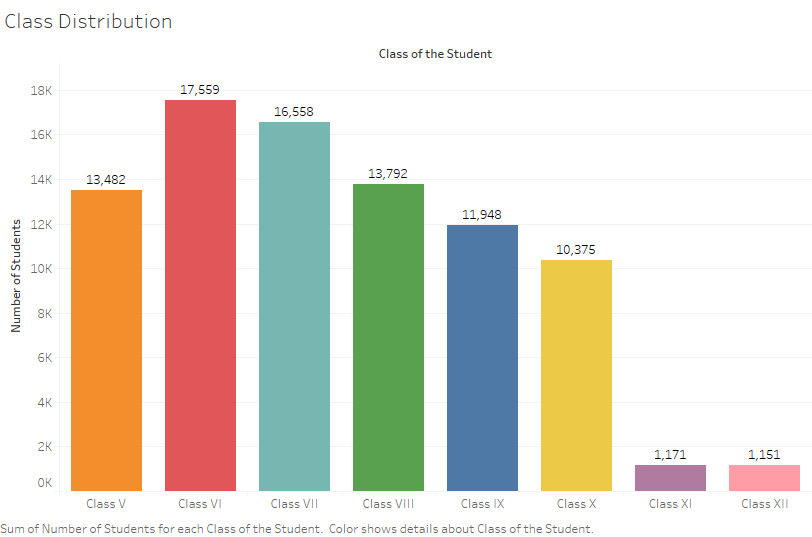 Class Distribution
Class of the Student
Number of Students
18K
16K
14K
12K
10K
8K
6K
4K
2K
0K
13,482
17,559
16,558
13,792
11,948
10,375
1,171
1,151
Class V
Class VI
Class VII
Class VIII
Class IX
Class X
Class XI
Class XII
Sum of Number of Students for each Class of the Student. Color shows details about Class of the Student.